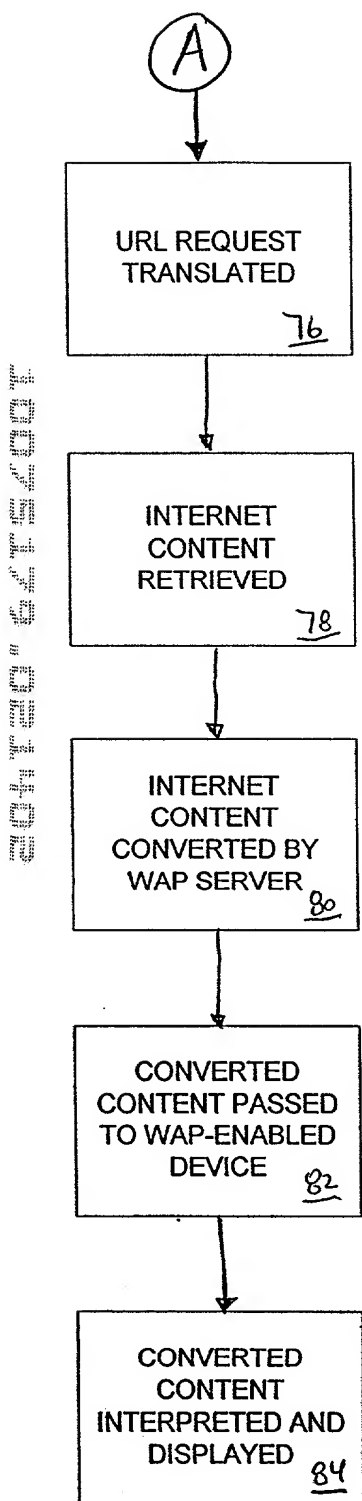 A
URL REQUEST
TRANSLATED
76
INTERNET
CONTENT
RETRIEVED
78
INTERNET
CONTENT
CONVERTED BY
WAP SERVER
80
CONVERTED
CONTENT PASSED
TO WAP-ENABLED
DEVICE
82
CONVERTED
CONTENT
INTERPRETED AND
DISPLAYED
84